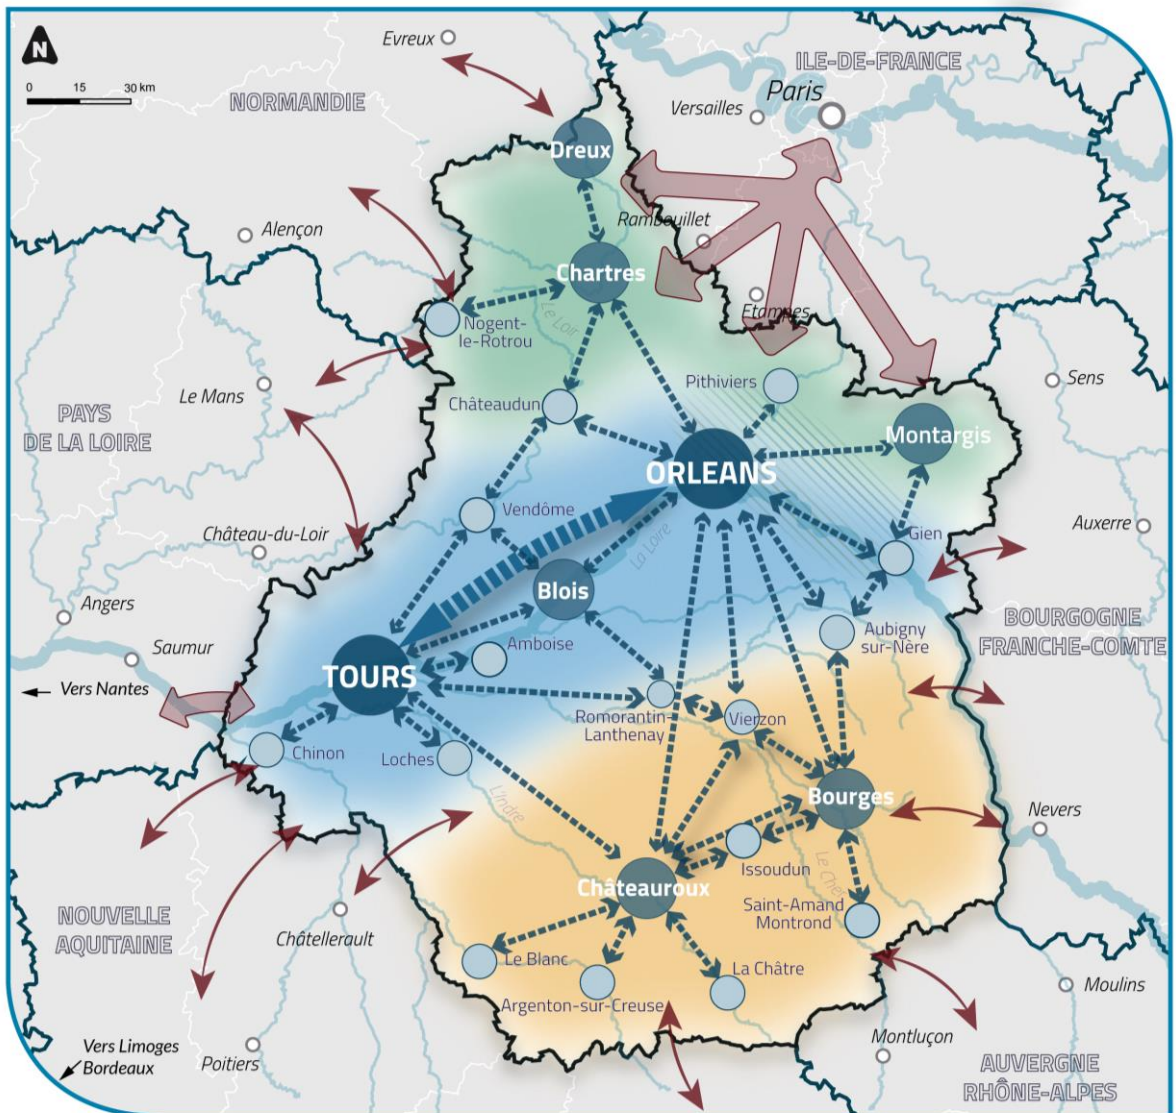 N
0 15 30 km
Evreux
NORMANDIE
ILE-DE-FRANCE
Paris
Versailles
Dreux
Rambouillet
Alençon
Chartres
Etampes
Le Loir
Nogent-
le-Rotrou
Pithiviers
Sens
Le Mans
Châteaudun
PAYS
DE LA LOIRE
Montargis
ORLEANS
Vendôme
Château-du-Loir
Auxerre
Gien
La Loire
Blois
Angers
BOURGOGNE
FRANCHE-COMTE
Saumur
Amboise
Aubigny
sur-Nère
TOURS
Vers Nantes
Romorantin-
Lanthenay
Vierzon
Chinon
Loches
L'indre
Bourges
Nevers
Issoudun
Le Cher
Châteauroux
Saint-Amand
Montrond
NOUVELLE
AQUITAINE
Châtellerault
Le Blanc
La Châtre
Argenton-sur-Creuse
Moulins
Montluçon
Vers Limoges
Bordeaux
Poitiers
AUVERGNE
RHÔNE-ALPES